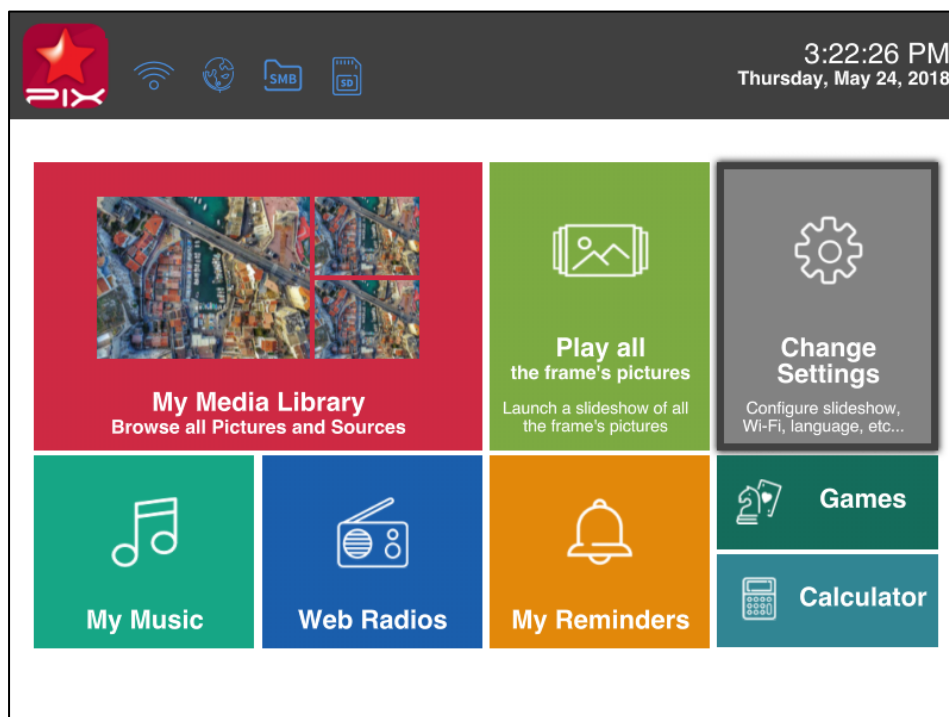 PIX
SMB
SD
3:22:26 PM
Thursday, May 24, 2018
My Media Library
Browse all Pictures and Sources
Play all
the frame's pictures
Launch a slideshow of all
the frame's pictures
Change
Settings
Configure slideshow,
Wi-Fi, language, etc...
My Music
Web Radios
My Reminders
Games
Calculator